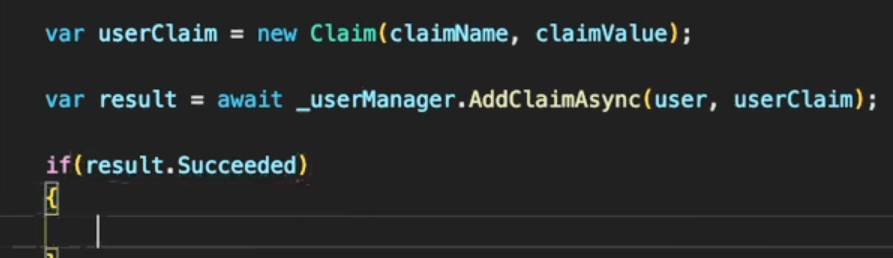 var userClaim = new Claim(claimName, claimValue);
var result = await _userManager.AddClaimAsync(user, userClaim);
if(result.Succeeded)
{
}